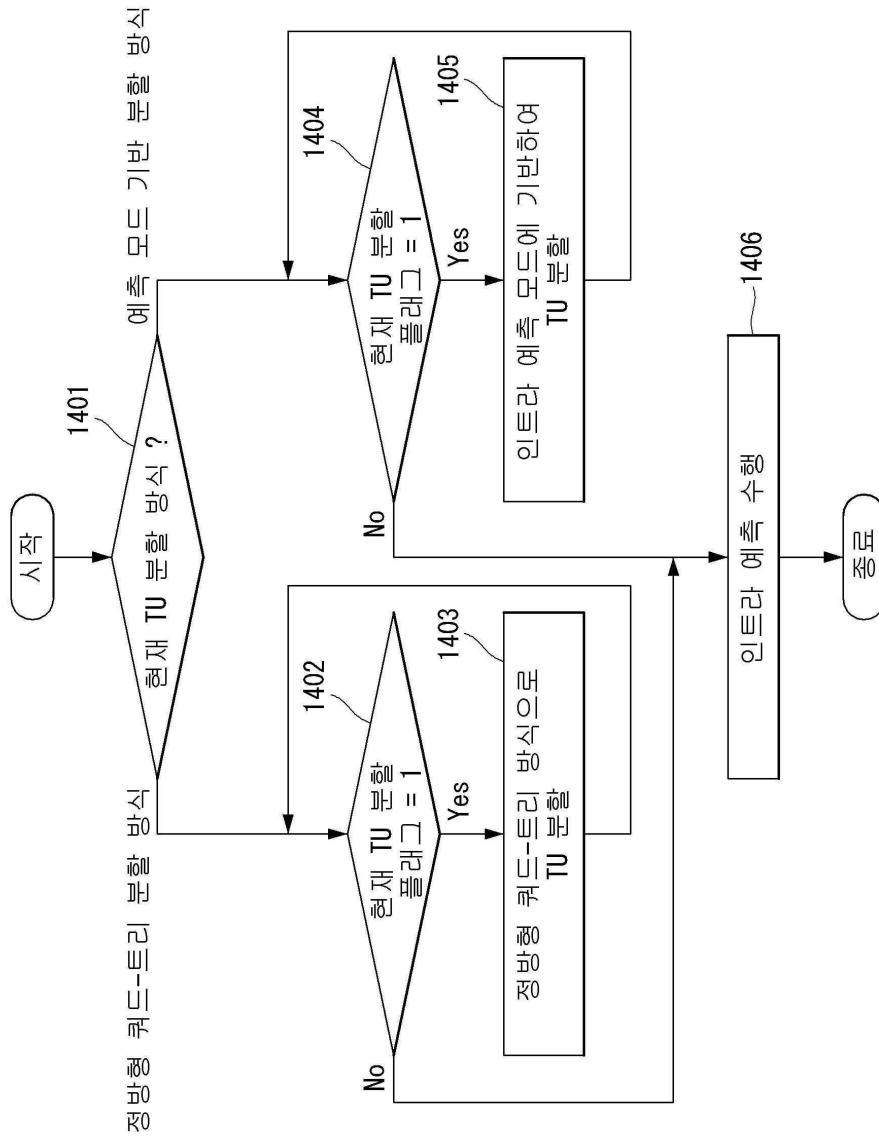 시작
현재 TU 분할 방식 ?
1401
정방형 쿼드-트리 분할 방식
예측 모드 기반 분할 방식
현재 TU 분할
플래그 = 1
1402
No
Yes
정방형 쿼드-트리 방식으로
TU 분할
1403
현재 TU 분할
플래그 = 1
1404
No
Yes
인트라 예측 모드에 기반하여
TU 분할
1405
인트라 예측 수행
1406
종료